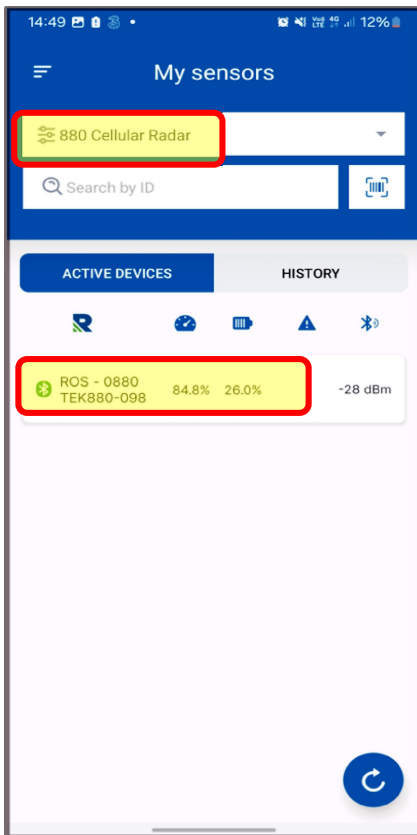 14:49 12%
My sensors
880 Cellular Radar
Search by ID
ACTIVE DEVICES HISTORY
ROS - 0880
TEK880-098 84.8% 26.0% -28 dBm